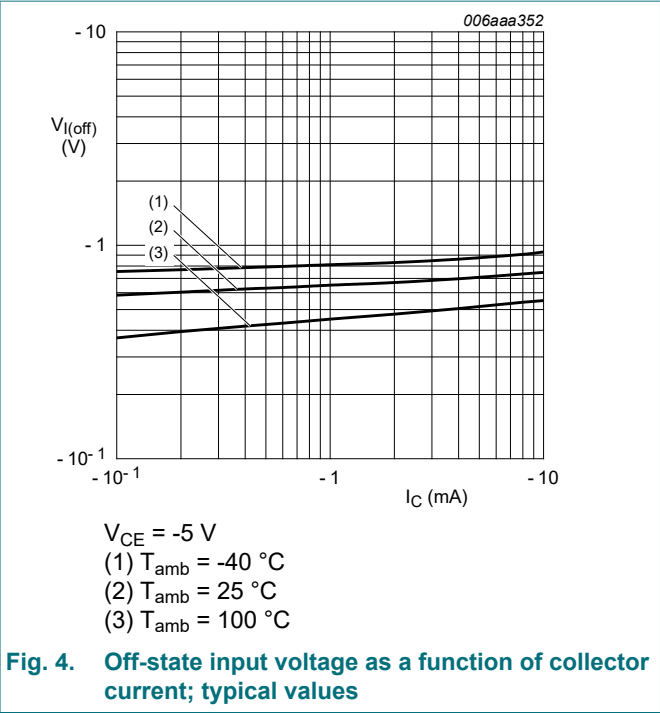 006aaa352
- 10
VI(off)
(V)
(1)
(2)
- 1
(3)
- 10- 1
- 10- 1
- 1
- 10
IC (mA)
VCE = -5 V
(1) Tamb = -40 °C
(2) Tamb = 25 °C
(3) Tamb = 100 °C
Fig. 4. Off-state input voltage as a function of collector
current; typical values